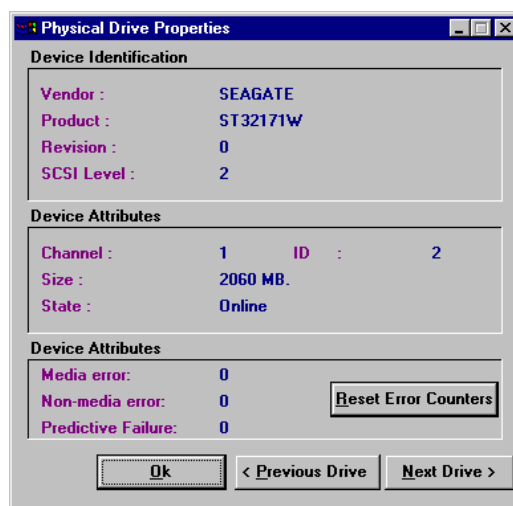 Physical Drive Properties
Device Identification
Vendor : SEAGATE
Product : ST32171W
Revision : 0
SCSI Level : 2
Device Attributes
Channel : 1 ID : 2
Size : 2060 MB.
State : Online
Device Attributes
Media error: 0
Non-media error: 0
Predictive Failure: 0
Reset Error Counters
Ok < Previous Drive Next Drive >